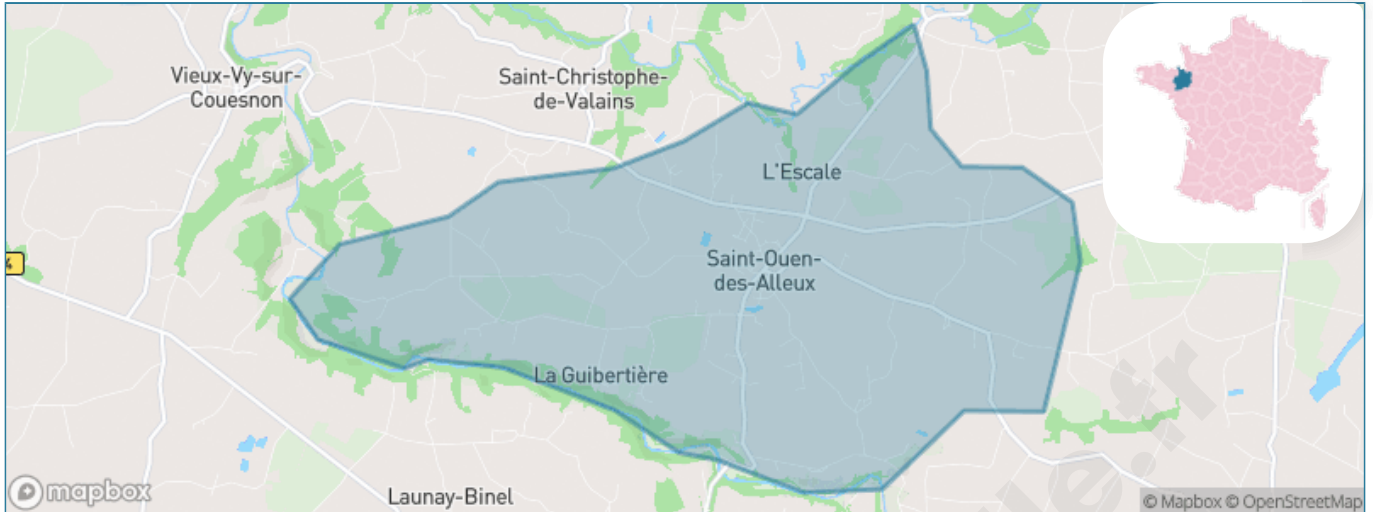 Vieux-Vy-sur-
Couesnon
Saint-Christophe-
de-Valains
L'Escale
4
Saint-Ouen-
des-Alleux
La Guibertière
Launay-Binel
mapbox
© Mapbox © OpenStreetMap